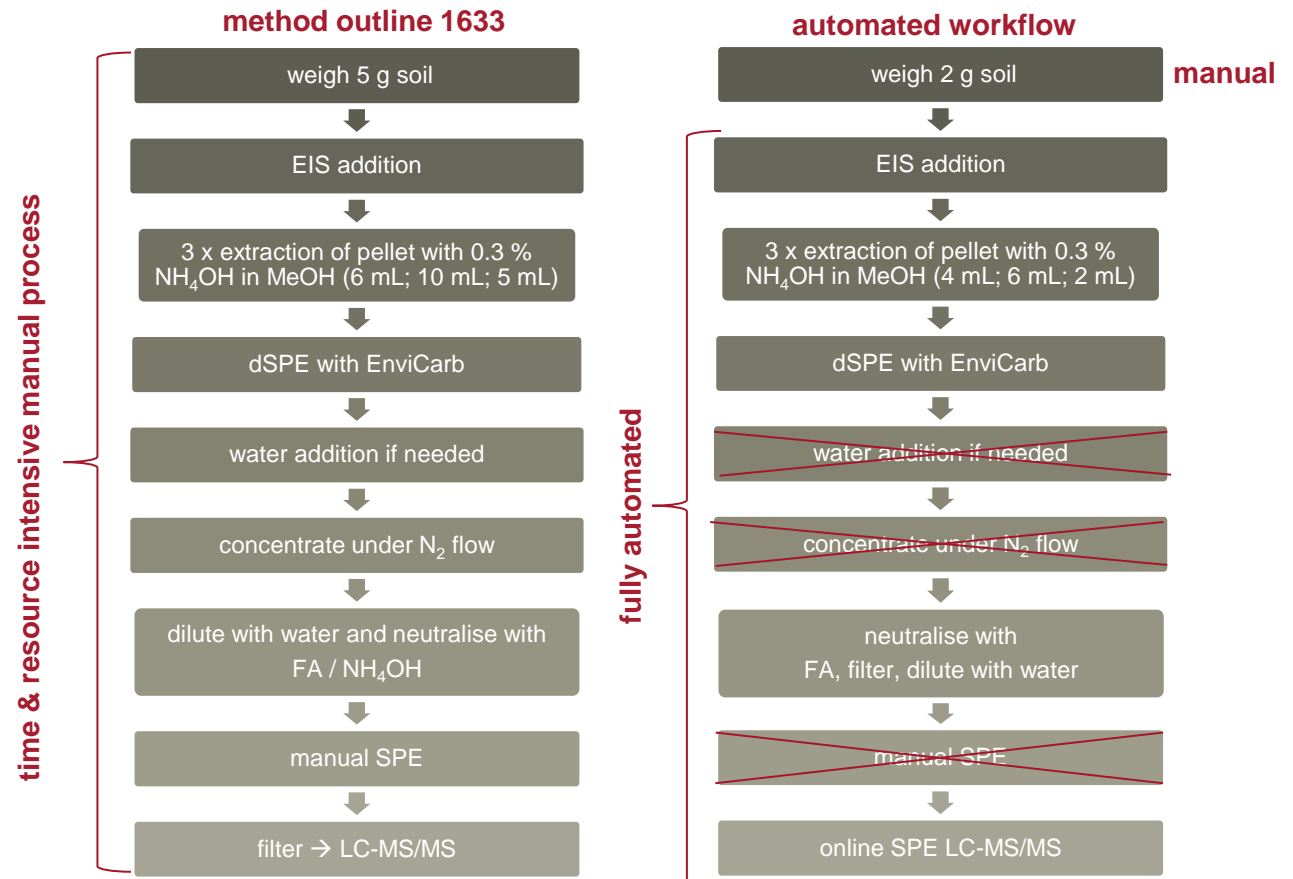 method outline 1633
weigh 5 g soil
EIS addition
3 x extraction of pellet with 0.3 %
NH₄OH in MeOH (6 mL; 10 mL; 5 mL)
dSPE with EnviCarb
water addition if needed
concentrate under N₂ flow
dilute with water and neutralise with
FA / NH₄OH
manual SPE
filter → LC-MS/MS
time & resource intensive manual process
automated workflow
weigh 2 g soil
manual
EIS addition
3 x extraction of pellet with 0.3 %
NH₄OH in MeOH (4 mL; 6 mL; 2 mL)
dSPE with EnviCarb
water addition if needed
concentrate under N₂ flow
neutralise with
FA, filter, dilute with water
manual SPE
online SPE LC-MS/MS
fully automated